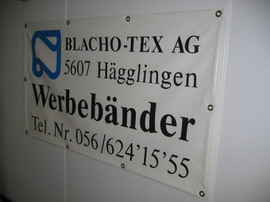 BLACHO-TEX AG
5607 Hägglingen
Werbebänder
Tel. Nr. 056/624'15'55